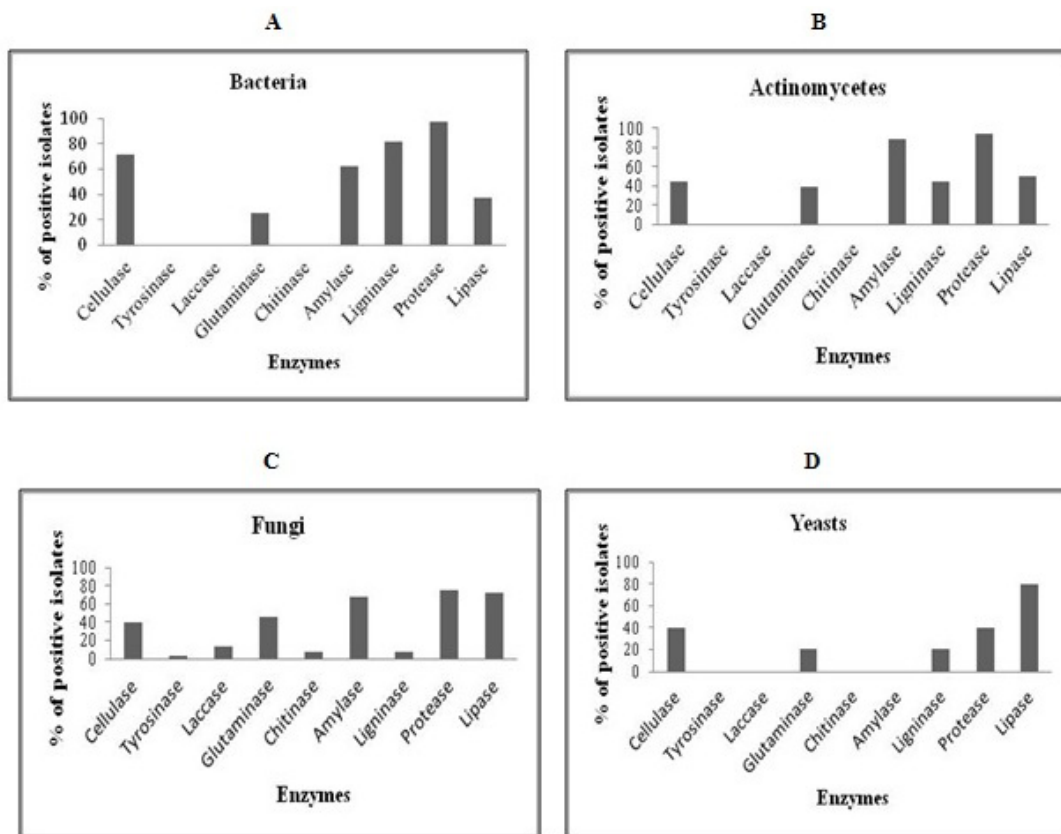 A
Bacteria
% of positive isolates
100
80
60
40
20
0
Cellulase
Tyrosinase
Laccase
Glutaminase
Chitinase
Amylase
Ligninase
Protease
Lipase
Enzymes
B
Actinomycetes
% of positive isolates
100
80
60
40
20
0
Cellulase
Tyrosinase
Laccase
Glutaminase
Chitinase
Amylase
Ligninase
Protease
Lipase
Enzymes
C
Fungi
% of positive isolates
100
80
60
40
20
0
Cellulase
Tyrosinase
Laccase
Glutaminase
Chitinase
Amylase
Ligninase
Protease
Lipase
Enzymes
D
Yeasts
% of positive isolates
100
80
60
40
20
0
Cellulase
Tyrosinase
Laccase
Glutaminase
Chitinase
Amylase
Ligninase
Protease
Lipase
Enzymes